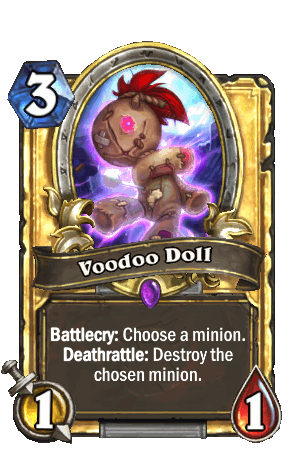 3
Voodoo Doll
Battlecry: Choose a minion.
Deathrattle: Destroy the
chosen minion.
1
1